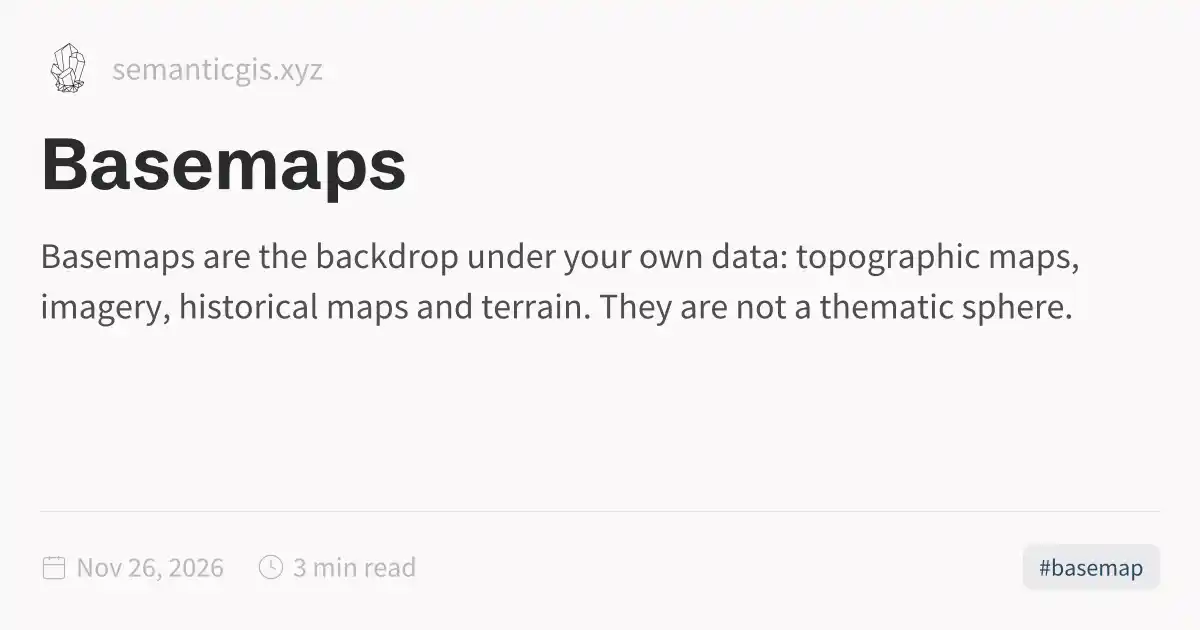 semanticgis.xyz
Basemaps
Basemaps are the backdrop under your own data: topographic maps,
imagery, historical maps and terrain. They are not a thematic sphere.
Nov 26, 2026 3 min read #basemap